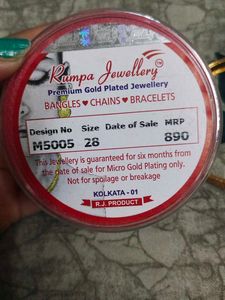 Rumpa Jewellery™
Premium Gold Plated Jewellery
BANGLES ♥ CHAINS ♥ BRACELETS
Design No Size Date of Sale MRP
M5005 28 890
This Jewellery is guaranteed for six months from
the date of sale for Micro Gold Plating only.
Not for spoilage or breakage
KOLKATA - 01
R.J. PRODUCT